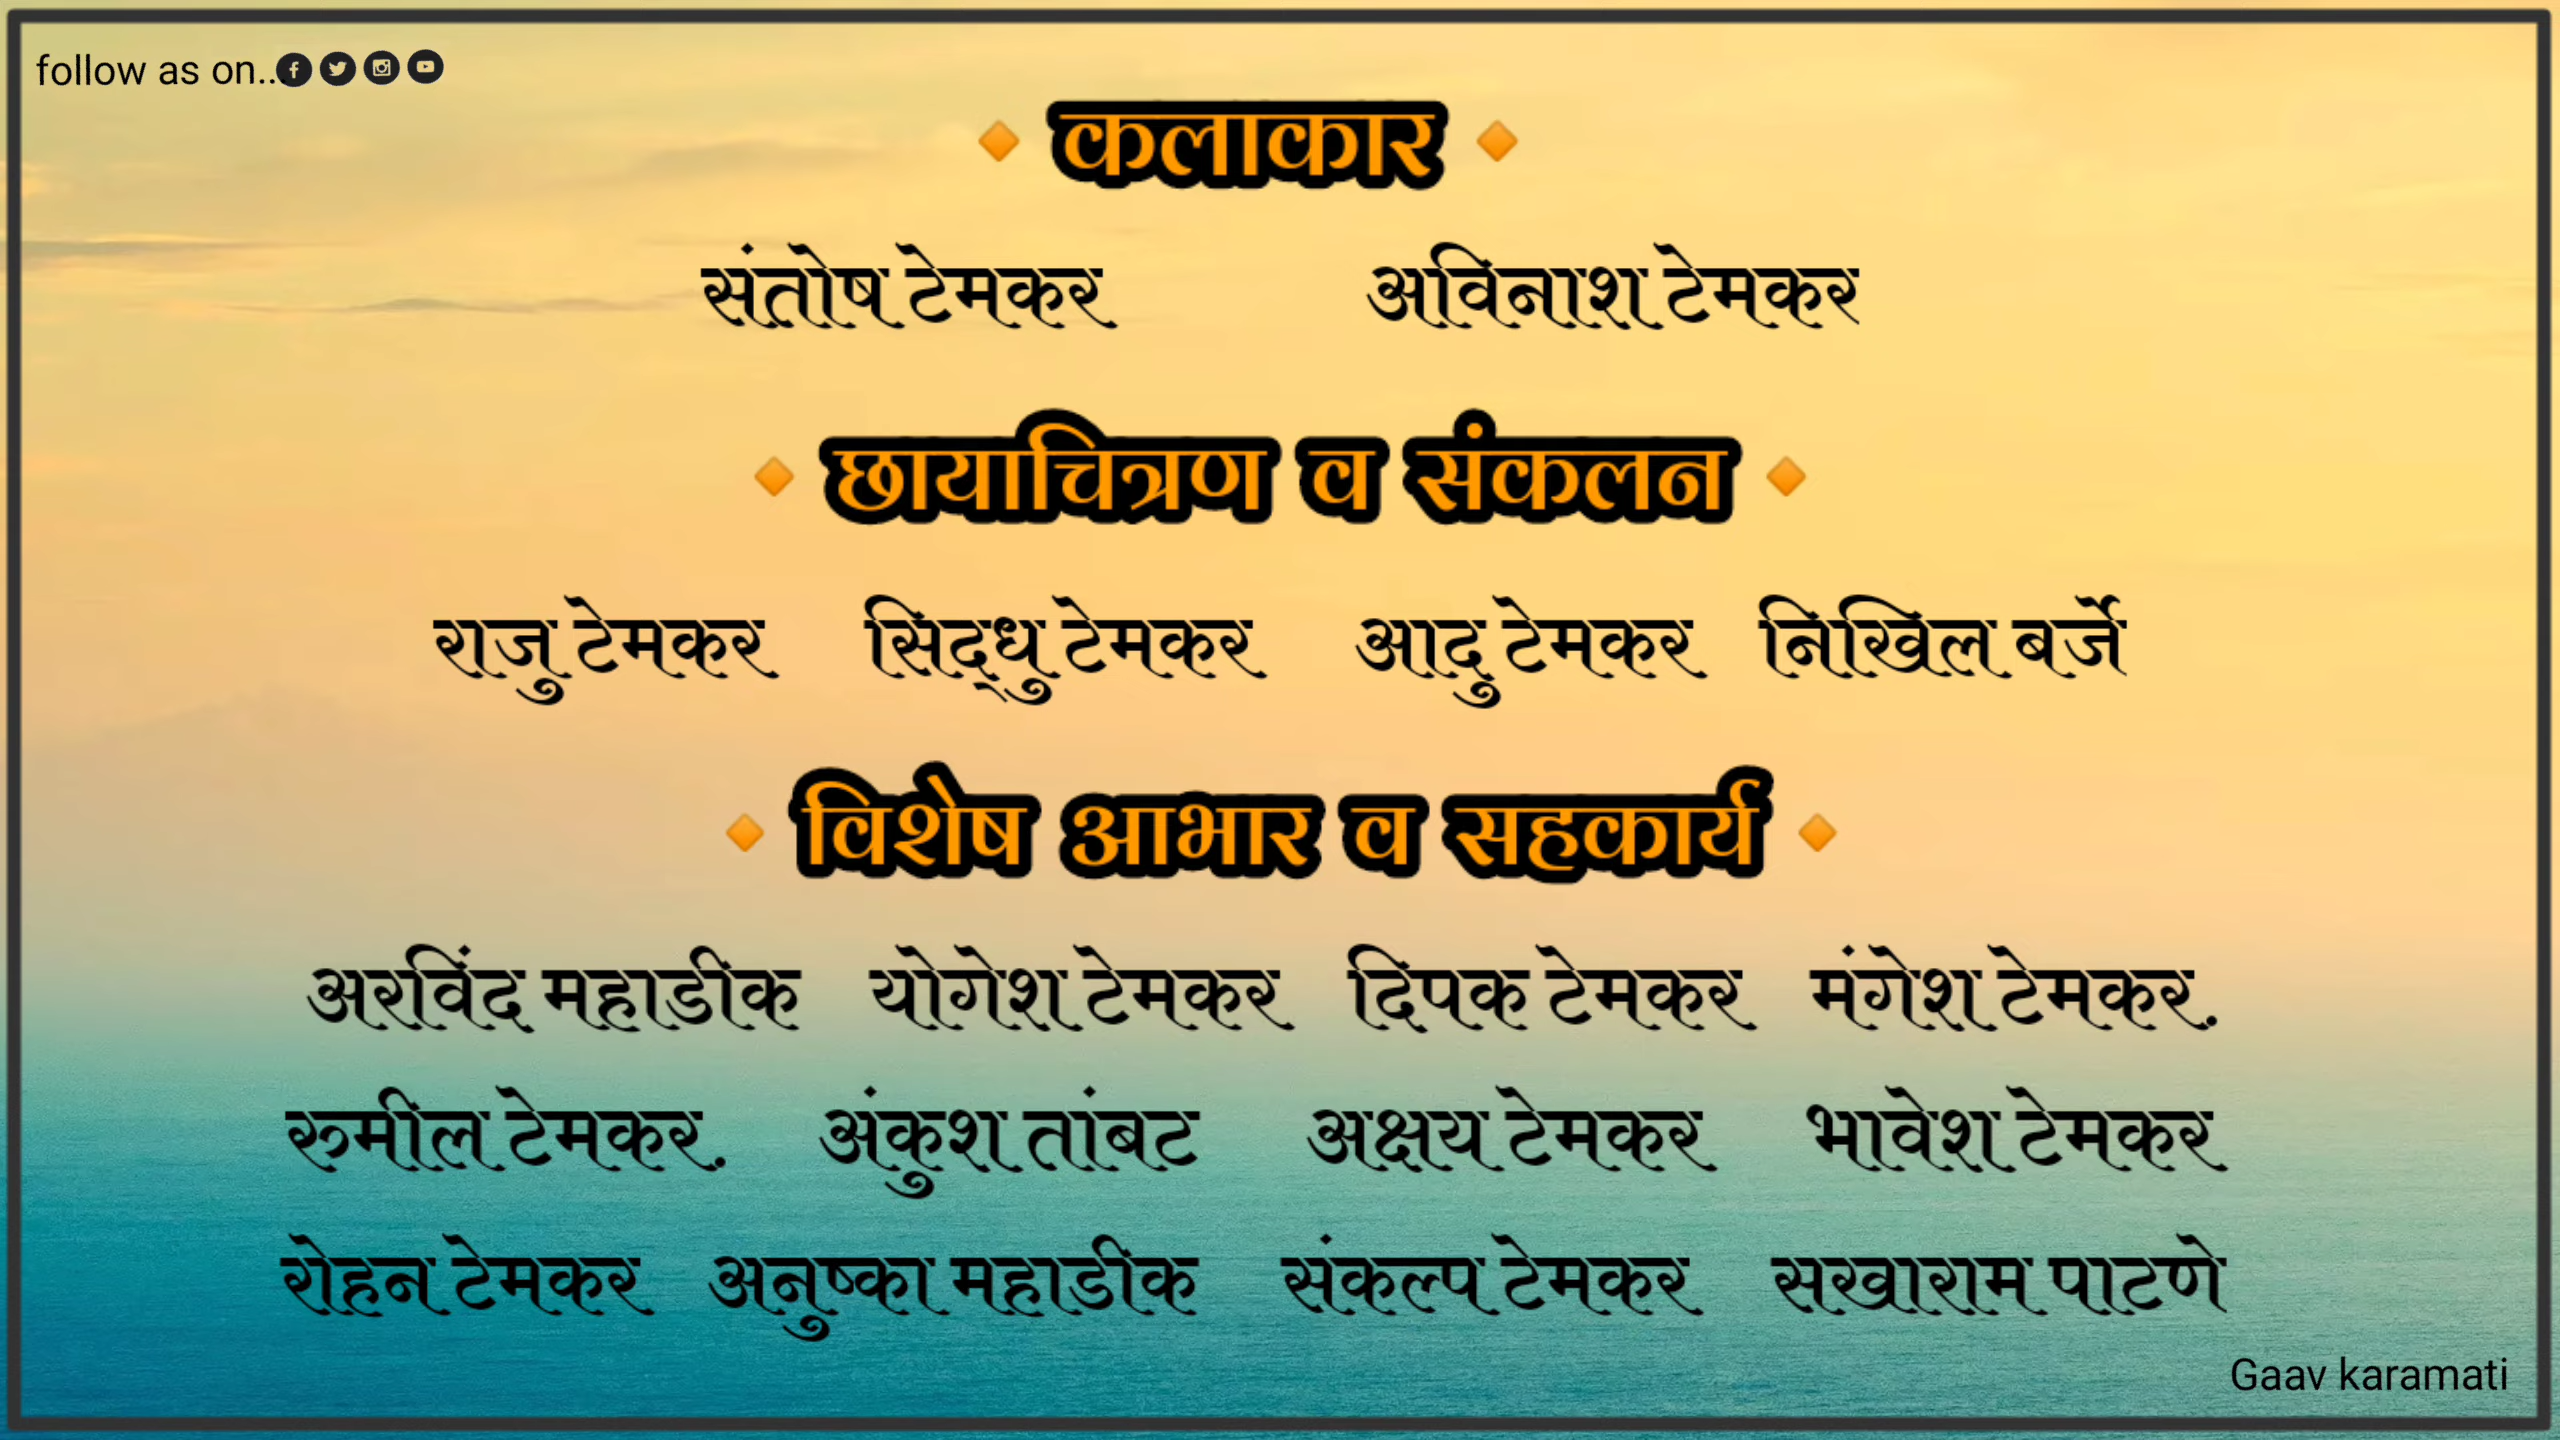 follow as on...
🔸 कलाकार 🔸
संतोष टेमकर अविनाश टेमकर
🔸 छायाचित्रण व संकलन 🔸
राजु टेमकर सिद्धु टेमकर आदु टेमकर निखिल बर्जे
🔸 विशेष आभार व सहकार्य 🔸
अरविंद महाडीक योगेश टेमकर दिपक टेमकर मंगेश टेमकर.
रुमील टेमकर. अंकुश तांबट अक्षय टेमकर भावेश टेमकर
रोहन टेमकर अनुष्का महाडीक संकल्प टेमकर सखाराम पाटणे
Gaav karamati